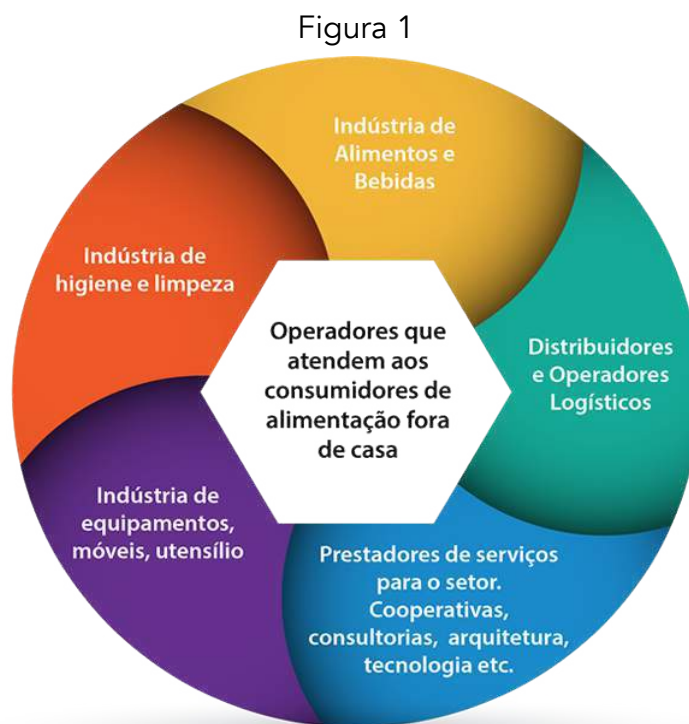 Figura 1
Indústria de
Alimentos e
Bebidas
Indústria de
higiene e limpeza
Operadores que
atendem aos
consumidores de
alimentação fora
de casa
Distribuidores
e Operadores
Logísticos
Indústria de
equipamentos,
móveis, utensílio
Prestadores de serviços
para o setor.
Cooperativas,
consultorias, arquitetura,
tecnologia etc.